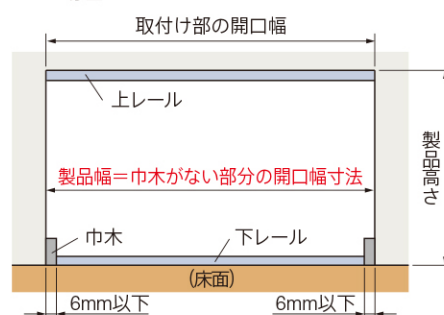 取付け部の開口幅
上レール
製品幅＝巾木がない部分の開口幅寸法
製品高さ
巾木
下レール
(床面)
6mm以下
6mm以下